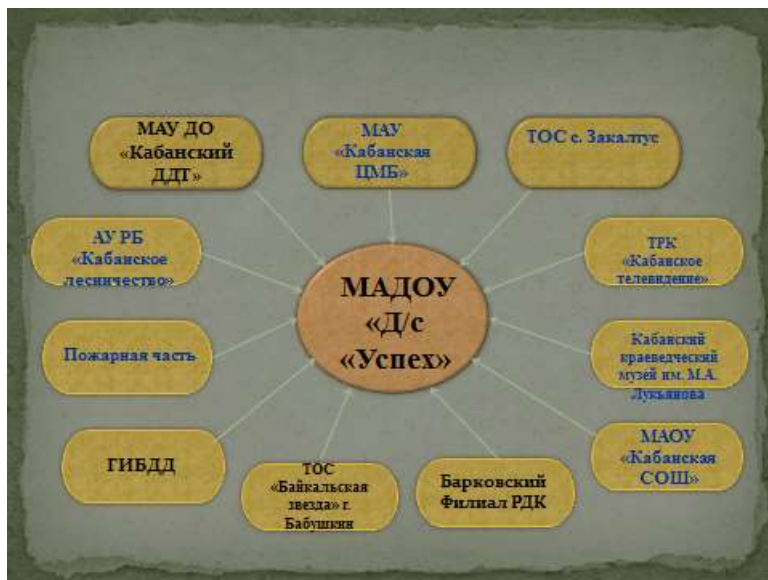 МАУ ДО
«Кабанский
ДДТ»
МАУ
«Кабанская
ЦМБ»
ТОС с. Закалтус
АУ РБ
«Кабанское
лесничество»
ТРК
«Кабанское
телевидение»
МАДОУ
«Д/с
«Успех»
Пожарная часть
Кабанский
краеведческий
музей им. М.А.
Лукьянова
ГИБДД
ТОС
«Байкальская
звезда» г.
Бабушкин
Барковский
Филиал РДК
МАОУ
«Кабанская
СОШ»